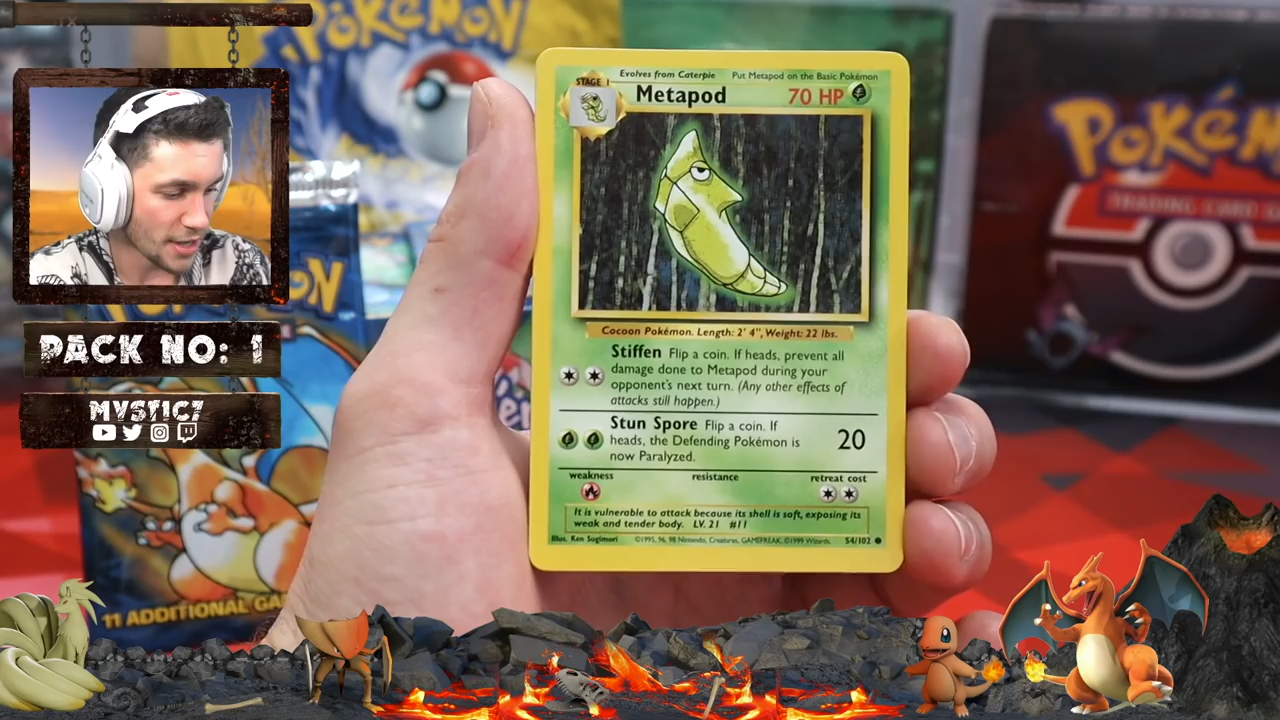 Pokémon
PACK NO: 1
MYSTIC7
11 ADDITIONAL GA
STAGE 1
Evolves from Caterpie
Put Metapod on the Basic Pokémon
Metapod
70 HP
Cocoon Pokémon. Length: 2' 4", Weight: 22 lbs.
Stiffen Flip a coin. If heads, prevent all
damage done to Metapod during your
opponent's next turn. (Any other effects of
attacks still happen.)
Stun Spore Flip a coin. If
heads, the Defending Pokémon is
now Paralyzed.
20
weakness
resistance
retreat cost
It is vulnerable to attack because its shell is soft, exposing its
weak and tender body. LV. 21 #11
Illus. Ken Sugimori
©1995, 96, 98 Nintendo, Creatures, GAMEFREAK. ©1999 Wizards.
54/102
POKéM
TRADING CARD